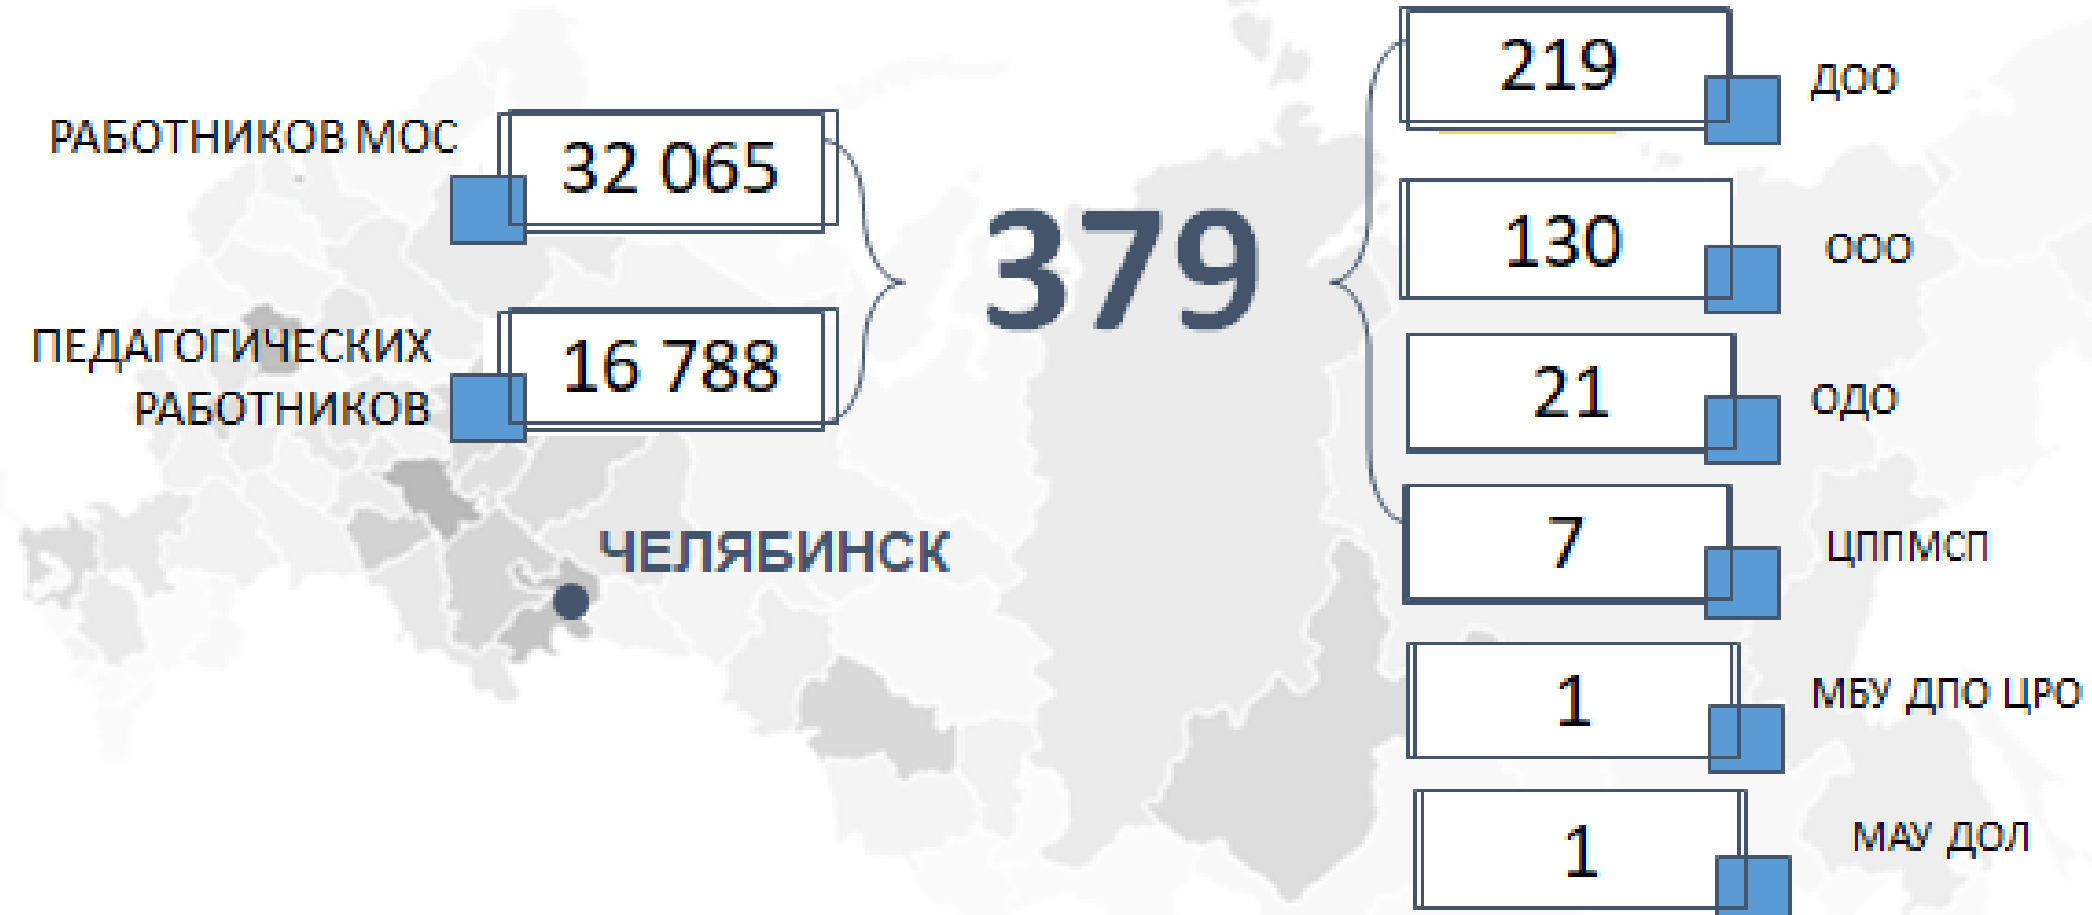 РАБОТНИКОВ МОС
32 065
ПЕДАГОГИЧЕСКИХ
РАБОТНИКОВ
16 788
379
ЧЕЛЯБИНСК
219
ДОО
130
ООО
21
ОДО
7
ЦППМСП
1
МБУ ДПО ЦРО
1
МАУ ДОЛ